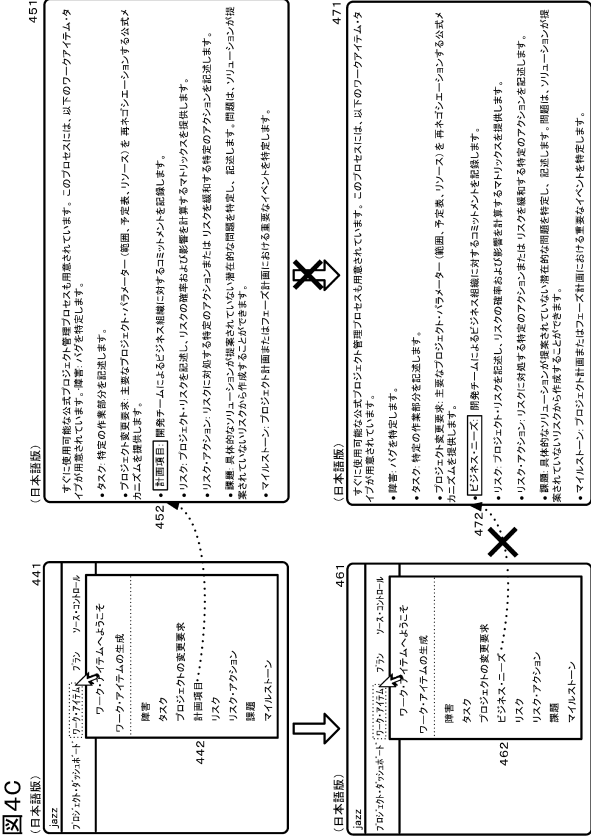 図4C
(日本語版)
441
jazz
プロジェクト・ダッシュボード
ワーク・アイテム
プラン
ソース・コントロール
ワーク・アイテムへようこそ
ワーク・アイテムの生成
障害
タスク
プロジェクトの変更要求
計画項目
リスク
リスク・アクション
課題
マイルストーン
442
(日本語版)
451
すぐに使用可能な公式プロジェクト管理プロセスも用意されています。このプロセスには、以下のワークアイテム・タ
イプが用意されています。障害: バグを特定します。
• タスク: 特定の作業部分を記述します。
• プロジェクト変更要求: 主要なプロジェクト・パラメーター (範囲、予定表、リソース) を 再ネゴシエーションする公式メ
カニズムを提供します。
• 計画項目: 開発チームによるビジネス組織に対するコミットメントを記録します。
• リスク: プロジェクト・リスクを記述し、リスクの確率および影響を計算するマトリックスを提供します。
• リスク・アクション: リスクに対処する特定のアクションまたは リスクを緩和する特定のアクションを記述します。
• 課題: 具体的なソリューションが提案されていない潜在的な問題を特定し、記述します。問題は、ソリューションが提
案されていないリスクから作成することができます。
• マイルストーン: プロジェクト計画またはフェーズ計画における重要なイベントを特定します。
452
(日本語版)
461
jazz
プロジェクト・ダッシュボード
ワーク・アイテム
プラン
ソース・コントロール
ワーク・アイテムへようこそ
ワーク・アイテムの生成
障害
タスク
プロジェクトの変更要求
ビジネス・ニーズ
リスク
リスク・アクション
課題
マイルストーン
462
(日本語版)
471
すぐに使用可能な公式プロジェクト管理プロセスも用意されています。このプロセスには、以下のワークアイテム・タ
イプが用意されています。
• 障害: バグを特定します。
• タスク: 特定の作業部分を記述します。
• プロジェクト変更要求: 主要なプロジェクト・パラメーター (範囲、予定表、リソース) を 再ネゴシエーションする公式メ
カニズムを提供します。
• ビジネス・ニーズ: 開発チームによるビジネス組織に対するコミットメントを記録します。
• リスク: プロジェクト・リスクを記述し、リスクの確率および影響を計算するマトリックスを提供します。
• リスク・アクション: リスクに対処する特定のアクションまたは リスクを緩和する特定のアクションを記述します。
• 課題: 具体的なソリューションが提案されていない潜在的な問題を特定し、記述します。問題は、ソリューションが提
案されていないリスクから作成することができます。
• マイルストーン: プロジェクト計画またはフェーズ計画における重要なイベントを特定します。
472